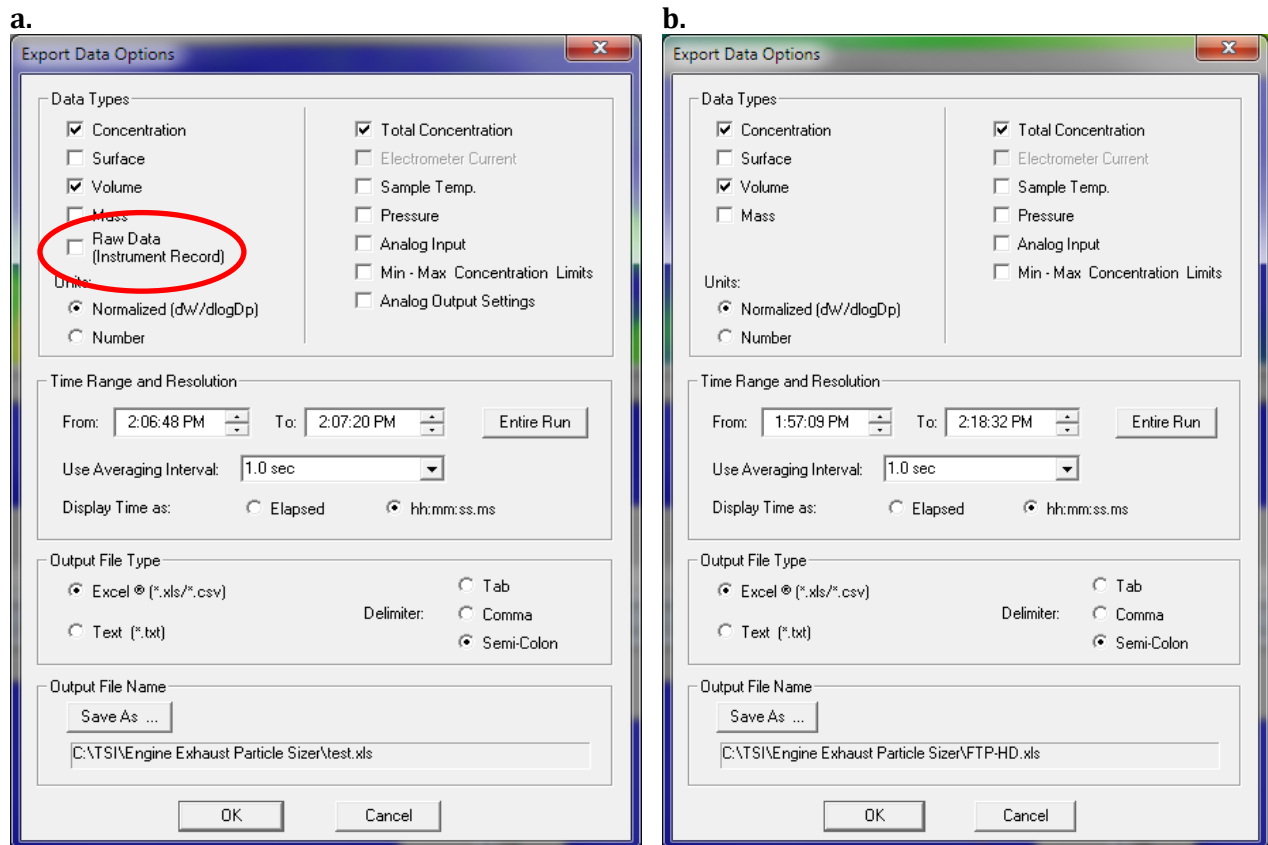 a.
Export Data Options
Data Types
Concentration
Surface
Volume
Mass
Raw Data
(Instrument Record)
Units:
Normalized (dW/dlogDp)
Number
Total Concentration
Electrometer Current
Sample Temp.
Pressure
Analog Input
Min - Max Concentration Limits
Analog Output Settings
Time Range and Resolution
From: 2:06:48 PM To: 2:07:20 PM Entire Run
Use Averaging Interval: 1.0 sec
Display Time as: Elapsed hh:mm:ss.ms
Output File Type
Excel ® (*.xls/*.csv)
Text (*.txt)
Delimiter:
Tab
Comma
Semi-Colon
Output File Name
Save As ...
C:\TSI\Engine Exhaust Particle Sizer\test.xls
OK Cancel
b.
Export Data Options
Data Types
Concentration
Surface
Volume
Mass
Units:
Normalized (dW/dlogDp)
Number
Total Concentration
Electrometer Current
Sample Temp.
Pressure
Analog Input
Min - Max Concentration Limits
Time Range and Resolution
From: 1:57:09 PM To: 2:18:32 PM Entire Run
Use Averaging Interval: 1.0 sec
Display Time as: Elapsed hh:mm:ss.ms
Output File Type
Excel ® (*.xls/*.csv)
Text (*.txt)
Delimiter:
Tab
Comma
Semi-Colon
Output File Name
Save As ...
C:\TSI\Engine Exhaust Particle Sizer\FTP-HD.xls
OK Cancel